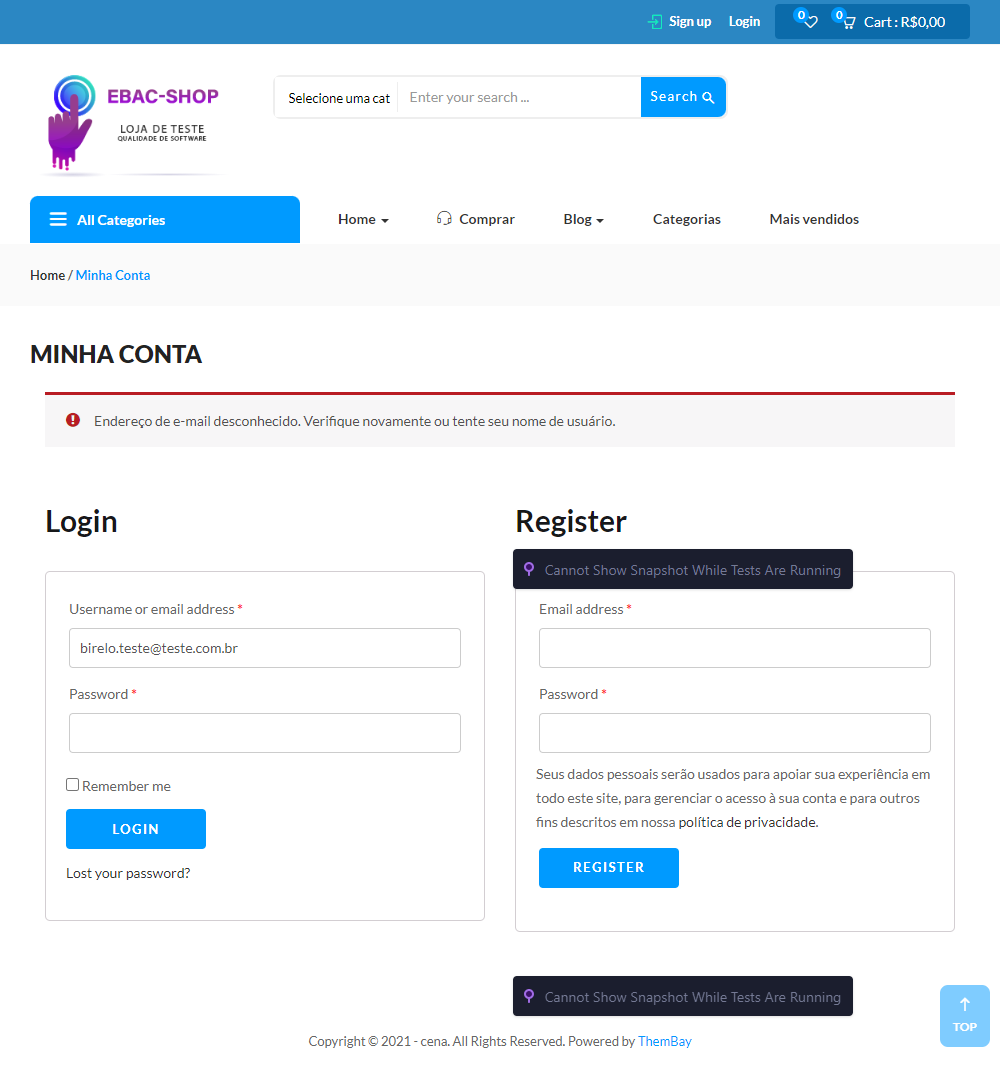 Sign up Login 0 0 Cart : R$0,00
EBAC-SHOP
LOJA DE TESTE
QUALIDADE DE SOFTWARE
Selecione uma cat Enter your search ... Search
All Categories Home Comprar Blog Categorias Mais vendidos
Home / Minha Conta
MINHA CONTA
Endereço de e-mail desconhecido. Verifique novamente ou tente seu nome de usuário.
Login
Username or email address *
birelo.teste@teste.com.br
Password *
Remember me
LOGIN
Lost your password?
Register
Cannot Show Snapshot While Tests Are Running
Email address *
Password *
Seus dados pessoais serão usados para apoiar sua experiência em
todo este site, para gerenciar o acesso à sua conta e para outros
fins descritos em nossa política de privacidade.
REGISTER
Cannot Show Snapshot While Tests Are Running
TOP
Copyright © 2021 - cena. All Rights Reserved. Powered by ThemBay